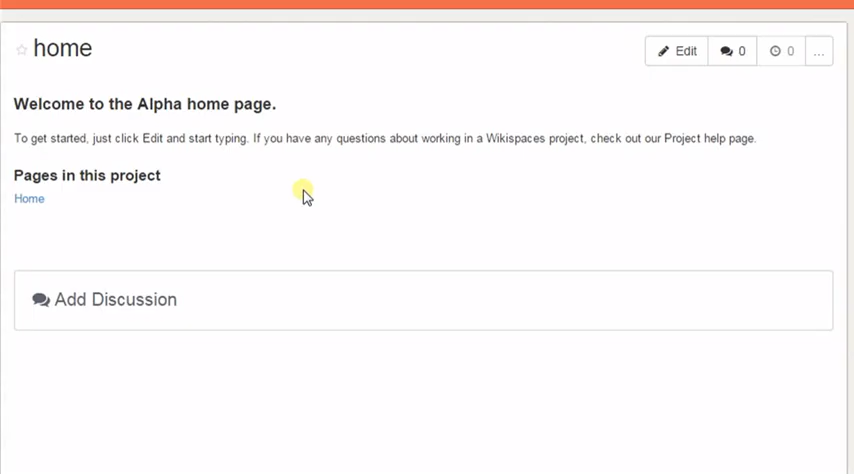 home
Edit
0
0
...
Welcome to the Alpha home page.
To get started, just click Edit and start typing. If you have any questions about working in a Wikispaces project, check out our Project help page.
Pages in this project
Home
Add Discussion